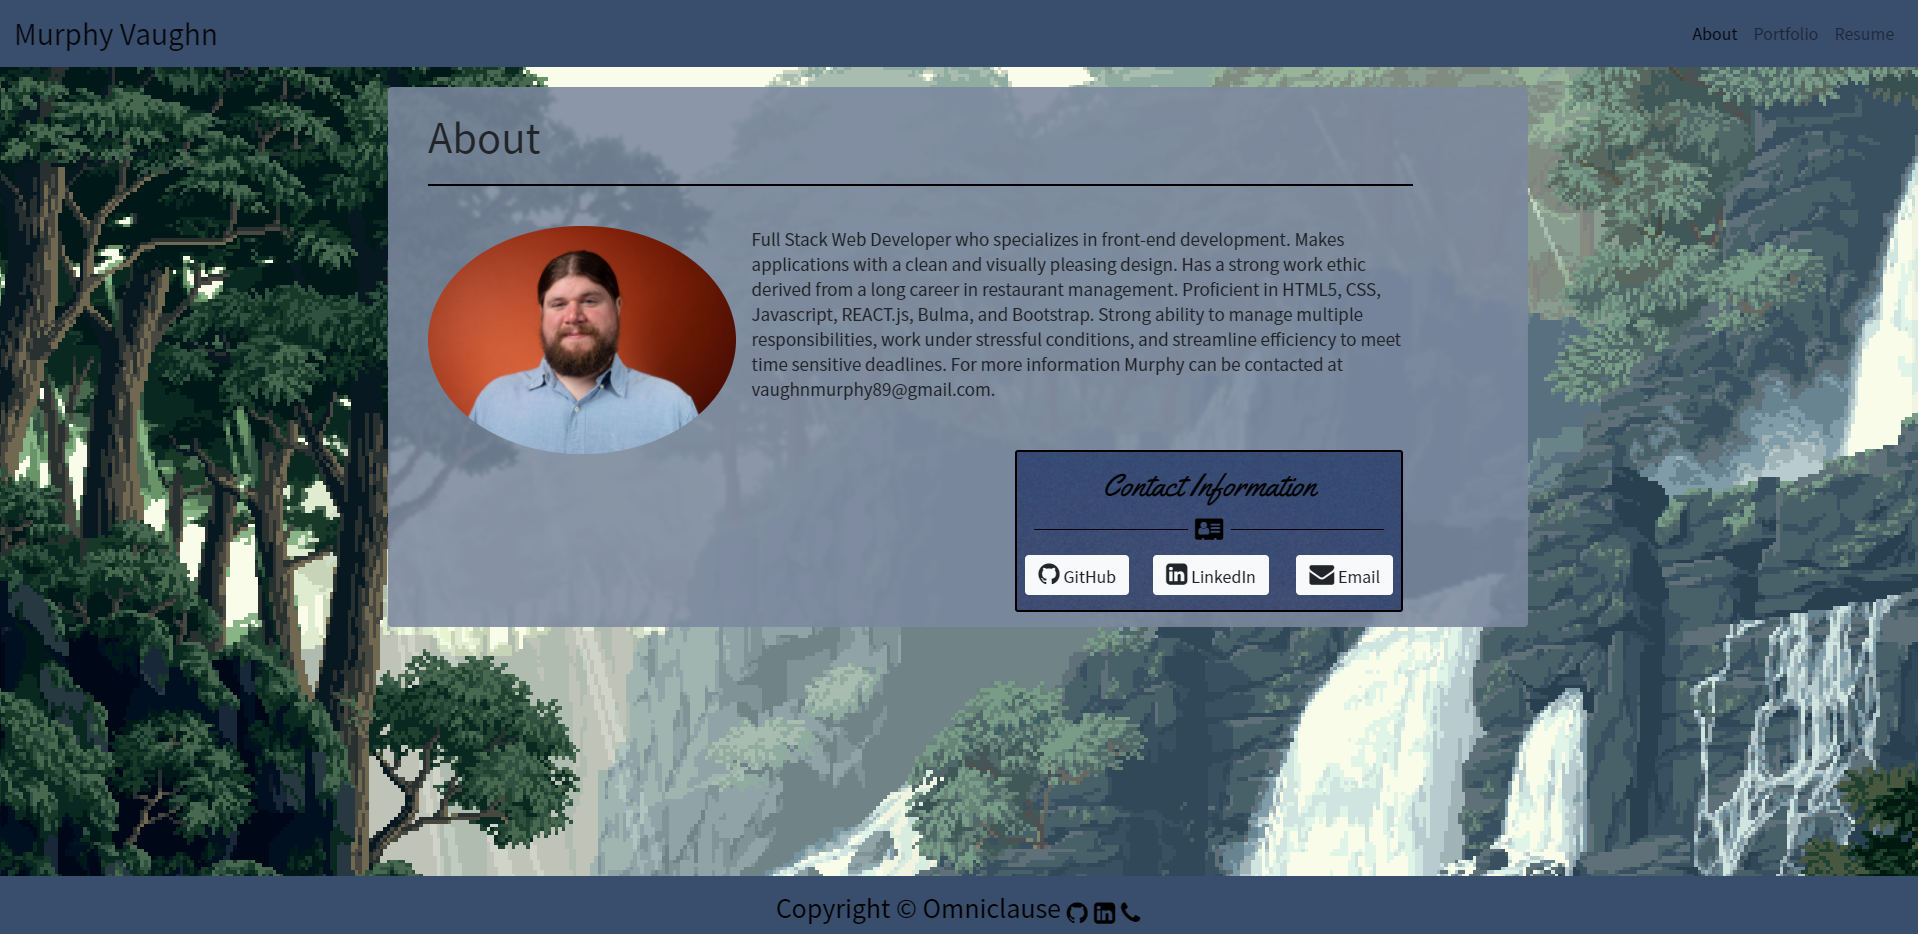 Murphy Vaughn
About Portfolio Resume
About
Full Stack Web Developer who specializes in front-end development. Makes
applications with a clean and visually pleasing design. Has a strong work ethic
derived from a long career in restaurant management. Proficient in HTML5, CSS,
Javascript, REACT.js, Bulma, and Bootstrap. Strong ability to manage multiple
responsibilities, work under stressful conditions, and streamline efficiency to meet
time sensitive deadlines. For more information Murphy can be contacted at
vaughnmurphy89@gmail.com.
Contact Information
GitHub LinkedIn Email
Copyright © Omniclause